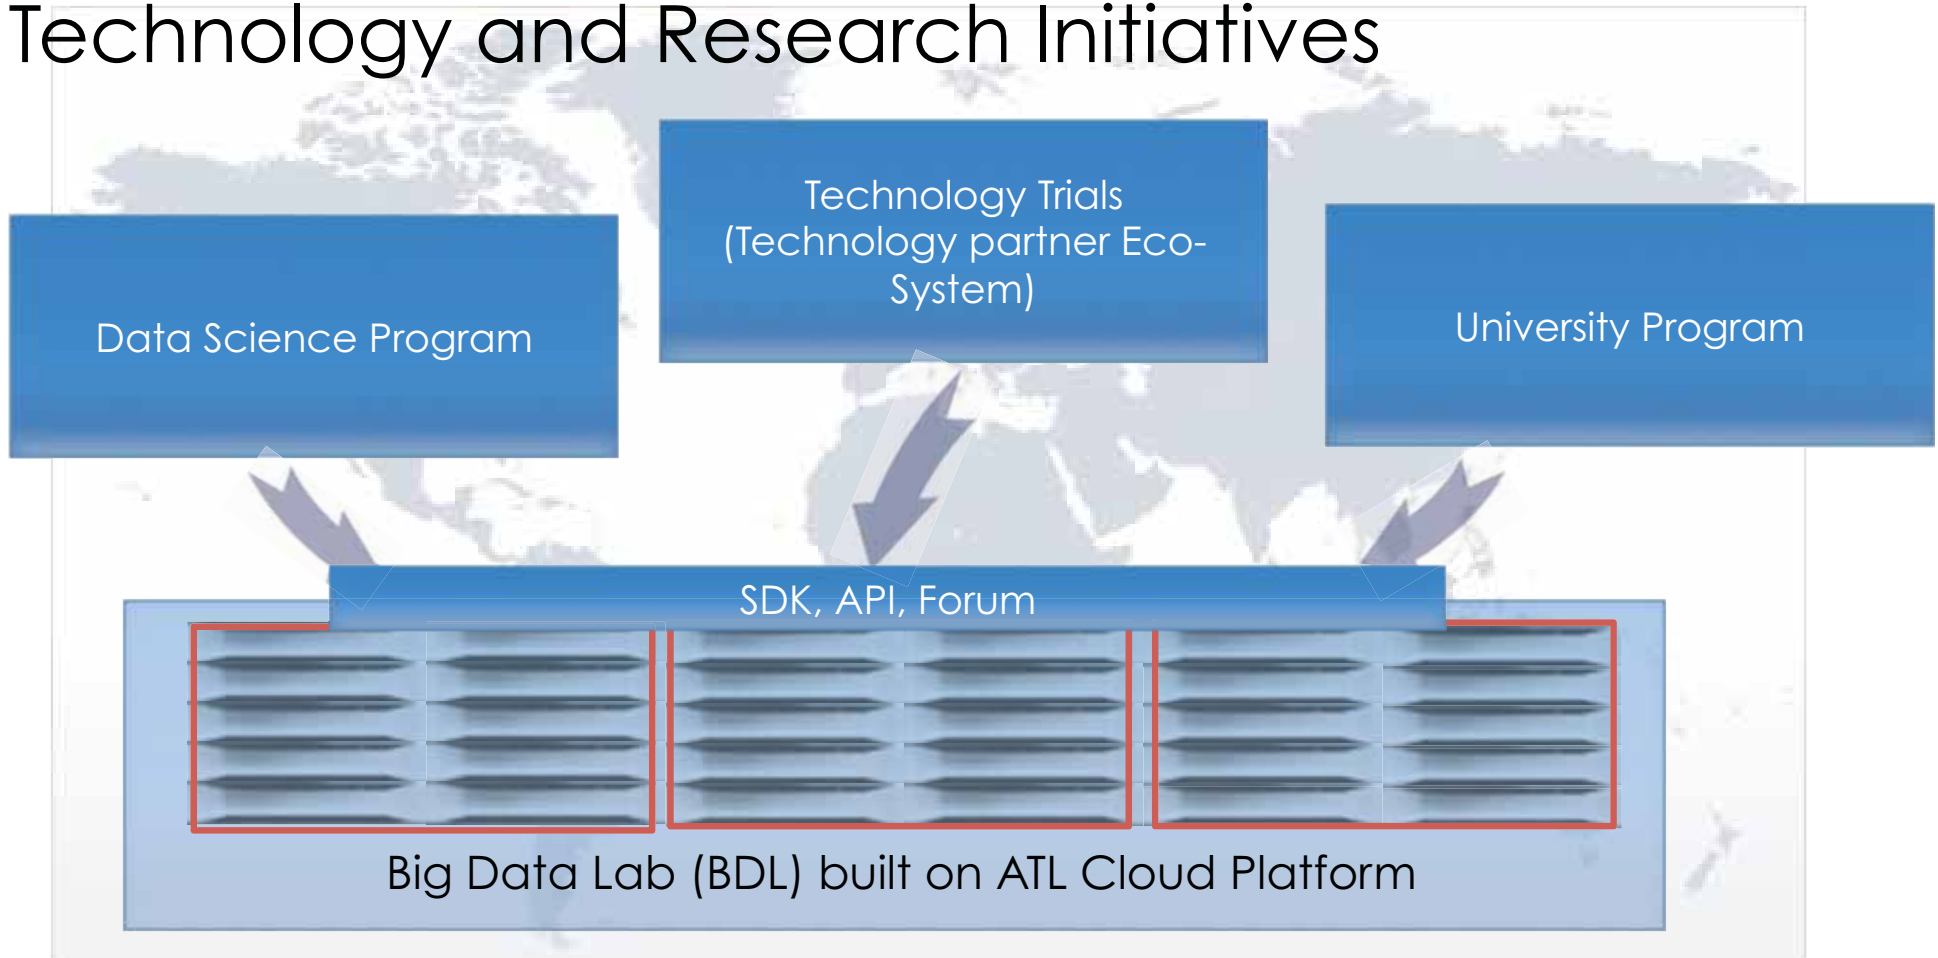 Technology and Research Initiatives
Technology Trials
(Technology partner Eco-
System)
Data Science Program
University Program
SDK, API, Forum
Big Data Lab (BDL) built on ATL Cloud Platform